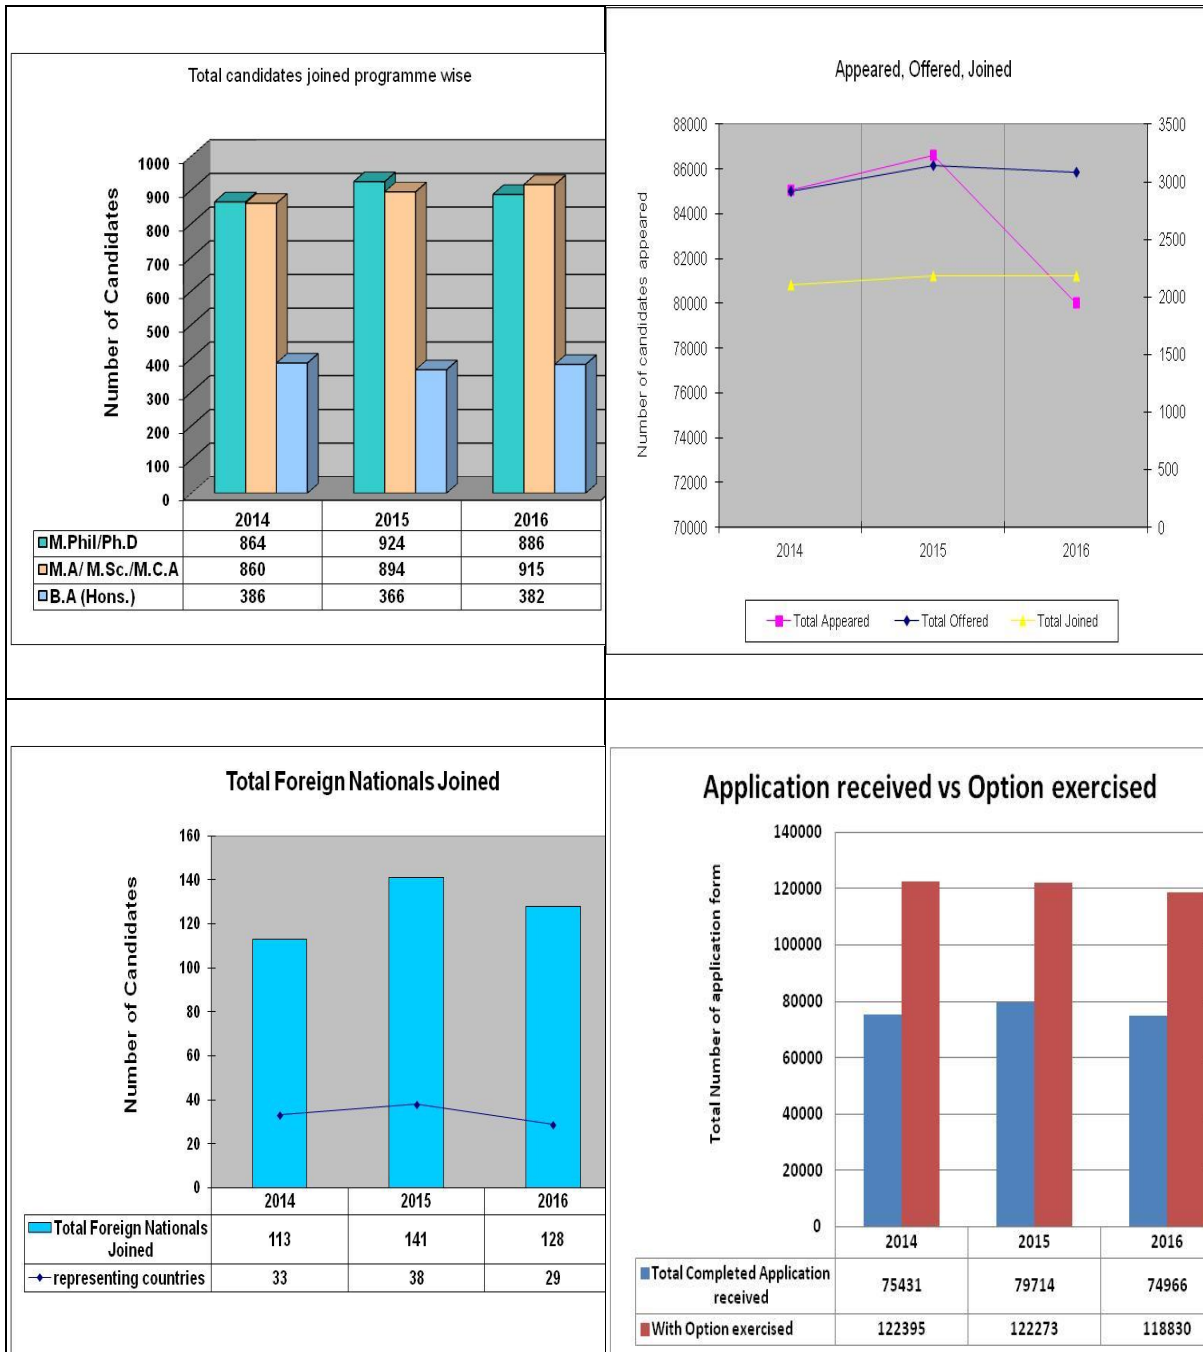 Total candidates joined programme wise
Number of Candidates
1000
900
800
700
600
500
400
300
200
100
0
2014 2015 2016
M.Phil/Ph.D 864 924 886
M.A/ M.Sc./M.C.A 860 894 915
B.A (Hons.) 386 366 382
Appeared, Offered, Joined
Number of candidates appeared
88000 3500
86000 3000
84000 2500
82000 2000
80000 1500
78000 1000
76000 500
74000 0
72000
70000
2014 2015 2016
Total Appeared Total Offered Total Joined
Total Foreign Nationals Joined
Number of Candidates
160
140
120
100
80
60
40
20
0
2014 2015 2016
Total Foreign Nationals
Joined 113 141 128
representing countries 33 38 29
Application received vs Option exercised
Total Number of application form
140000
120000
100000
80000
60000
40000
20000
0
2014 2015 2016
Total Completed Application
received 75431 79714 74966
With Option exercised 122395 122273 118830